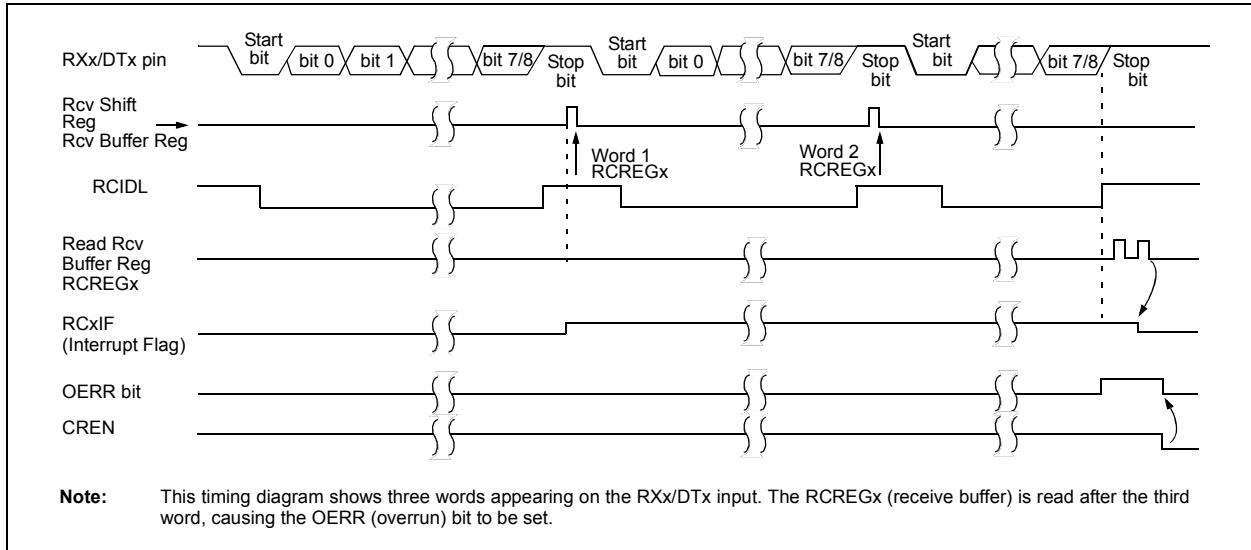 Start bit
bit 0
bit 1
bit 7/8
Stop bit
Start bit
bit 0
bit 7/8
Stop bit
Start bit
bit 7/8
Stop bit
RXx/DTx pin
Rcv Shift
Reg
Rcv Buffer Reg
Word 1
RCREGx
Word 2
RCREGx
RCIDL
Read Rcv
Buffer Reg
RCREGx
RCxIF
(Interrupt Flag)
OERR bit
CREN
Note: This timing diagram shows three words appearing on the RXx/DTx input. The RCREGx (receive buffer) is read after the third
word, causing the OERR (overrun) bit to be set.